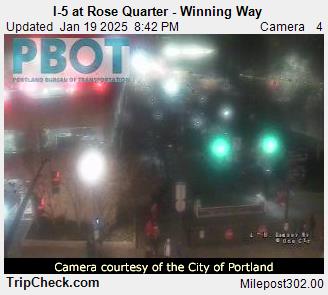 I-5 at Rose Quarter - Winning Way
Updated Jan 19 2025 8:42 PM Camera 4
PBOT
PORTLAND BUREAU OF TRANSPORTATION
Camera courtesy of the City of Portland
TripCheck.com Milepost302.00